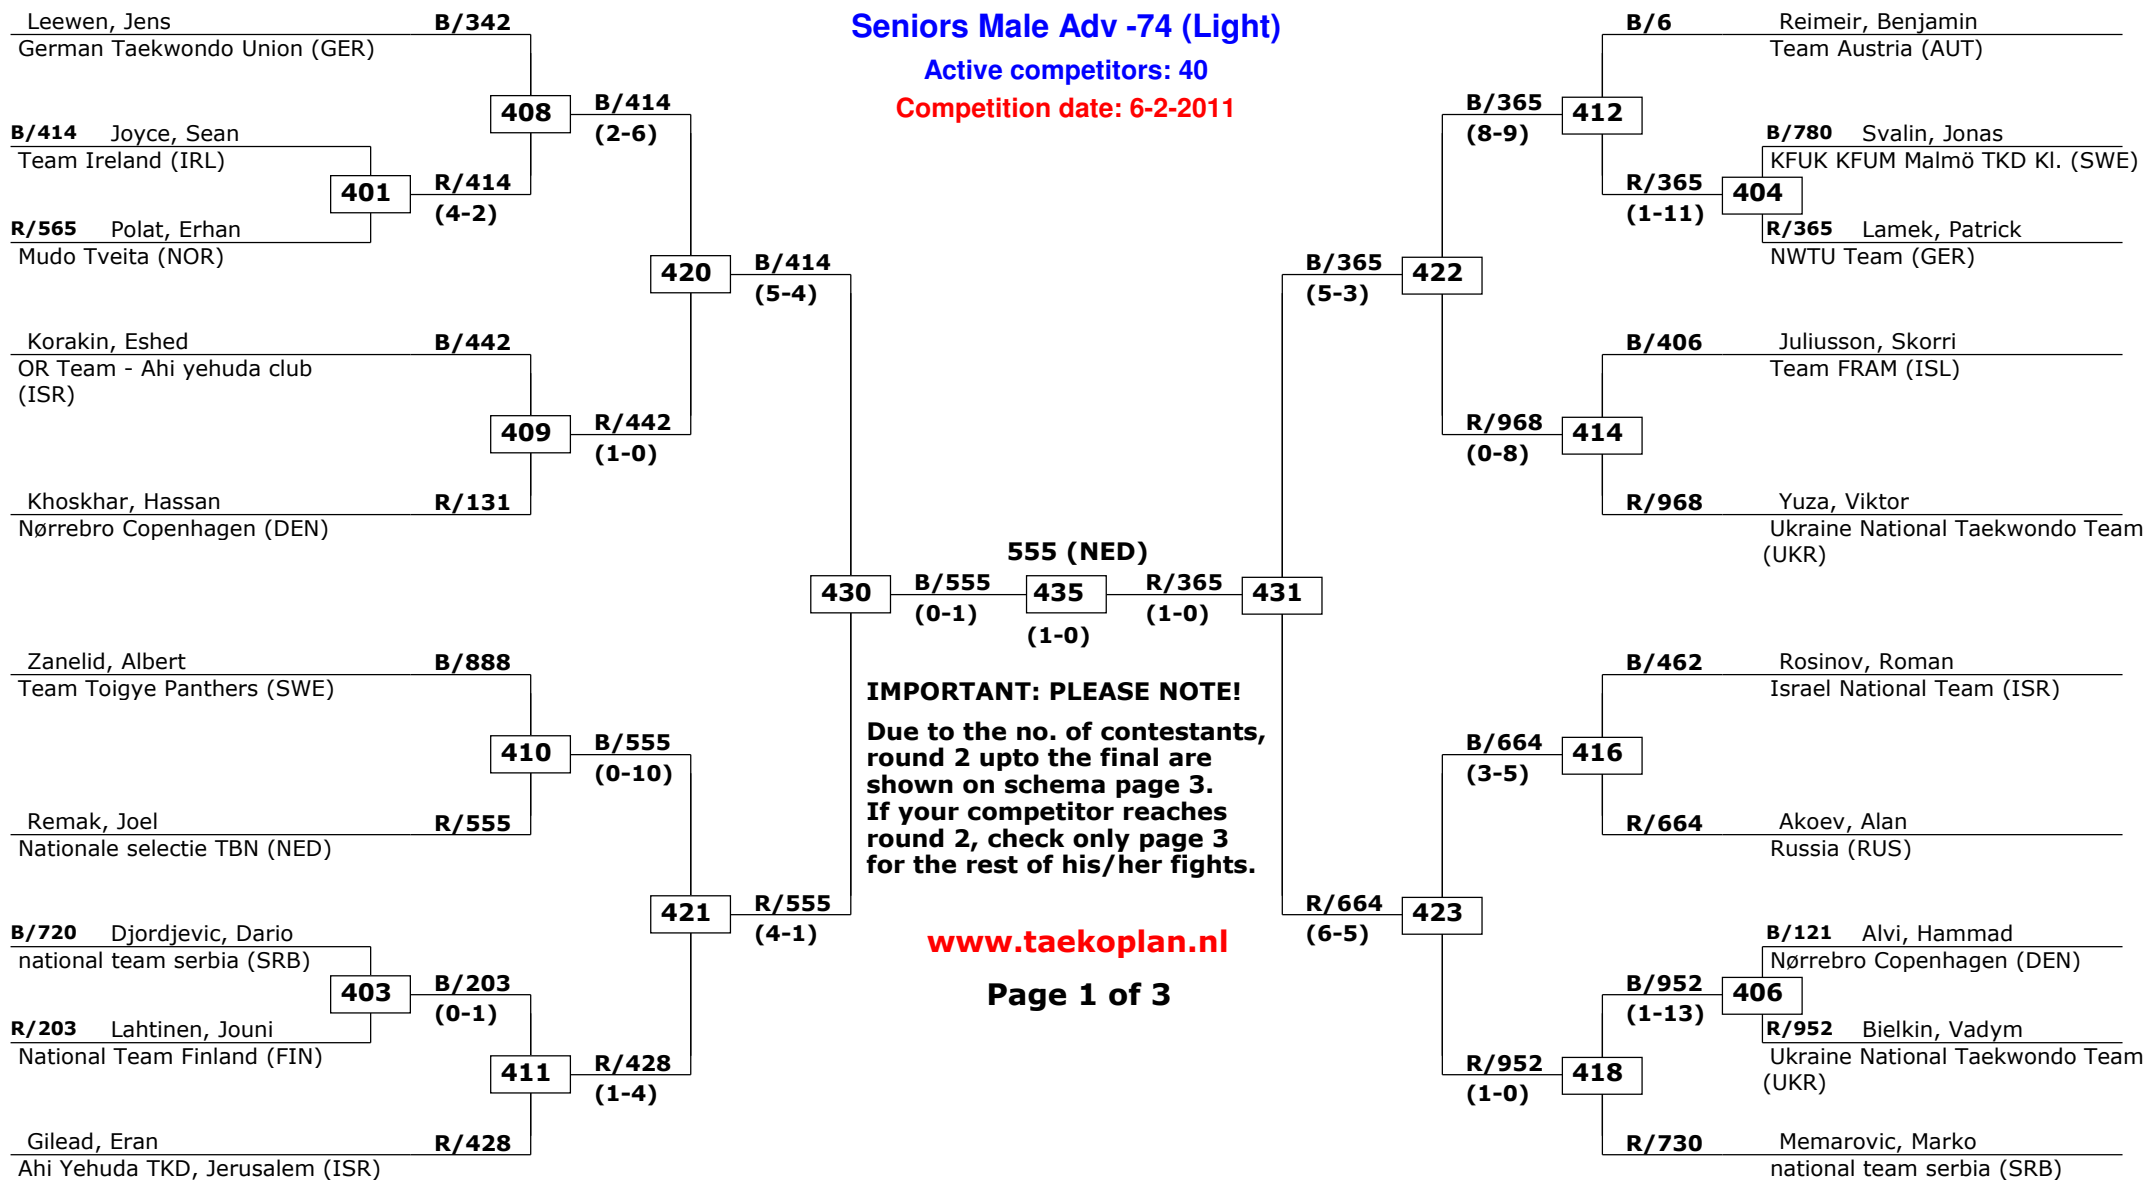 Seniors Male Adv -74 (Light)
Active competitors: 40
Competition date: 6-2-2011
Leewen, Jens B/342
German Taekwondo Union (GER)
408
B/414
(2-6)
B/414 Joyce, Sean
Team Ireland (IRL)
401
R/414
(4-2)
R/565 Polat, Erhan
Mudo Tveita (NOR)
420
B/414
(5-4)
Korakin, Eshed B/442
OR Team - Ahi yehuda club
(ISR)
409
R/442
(1-0)
Khoskhar, Hassan R/131
Nørrebro Copenhagen (DEN)
430
B/555
(0-1)
Zanelid, Albert B/888
Team Toigye Panthers (SWE)
410
B/555
(0-10)
Remak, Joel R/555
Nationale selectie TBN (NED)
421
R/555
(4-1)
B/720 Djordjevic, Dario
national team serbia (SRB)
403
B/203
(0-1)
R/203 Lahtinen, Jouni
National Team Finland (FIN)
411
R/428
(1-4)
Gilead, Eran R/428
Ahi Yehuda TKD, Jerusalem (ISR)
555 (NED)
435
(1-0)
IMPORTANT: PLEASE NOTE!
Due to the no. of contestants,
round 2 upto the final are
shown on schema page 3.
If your competitor reaches
round 2, check only page 3
for the rest of his/her fights.
www.taekoplan.nl
Page 1 of 3
B/6 Reimeir, Benjamin
Team Austria (AUT)
B/365
(8-9)
412
B/780 Svalin, Jonas
KFUK KFUM Malmö TKD Kl. (SWE)
R/365
(1-11)
404
R/365 Lamek, Patrick
NWTU Team (GER)
B/365
(5-3)
422
B/406 Juliusson, Skorri
Team FRAM (ISL)
R/968
(0-8)
414
R/968 Yuza, Viktor
Ukraine National Taekwondo Team
(UKR)
R/365
(1-0)
431
B/462 Rosinov, Roman
Israel National Team (ISR)
B/664
(3-5)
416
R/664 Akoev, Alan
Russia (RUS)
R/664
(6-5)
423
B/121 Alvi, Hammad
Nørrebro Copenhagen (DEN)
B/952
(1-13)
406
R/952 Bielkin, Vadym
Ukraine National Taekwondo Team
(UKR)
R/952
(1-0)
418
R/730 Memarovic, Marko
national team serbia (SRB)